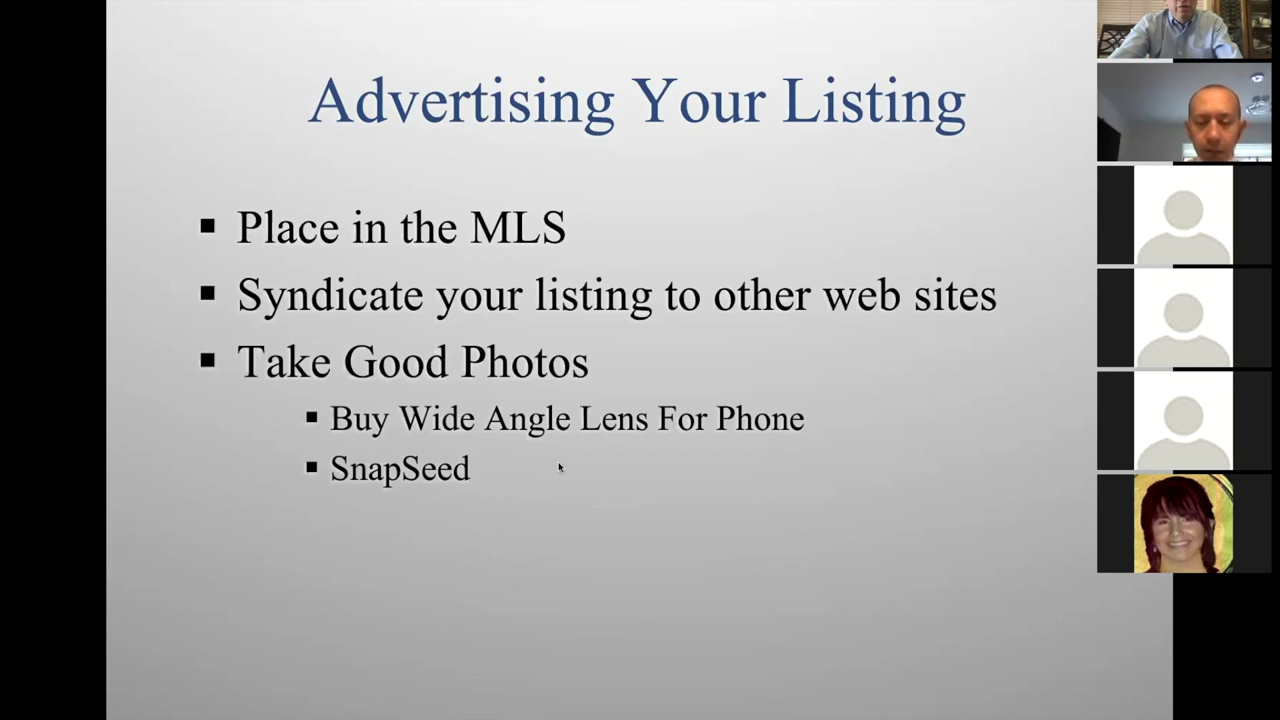 Advertising Your Listing
Place in the MLS
Syndicate your listing to other web sites
Take Good Photos
Buy Wide Angle Lens For Phone
SnapSeed